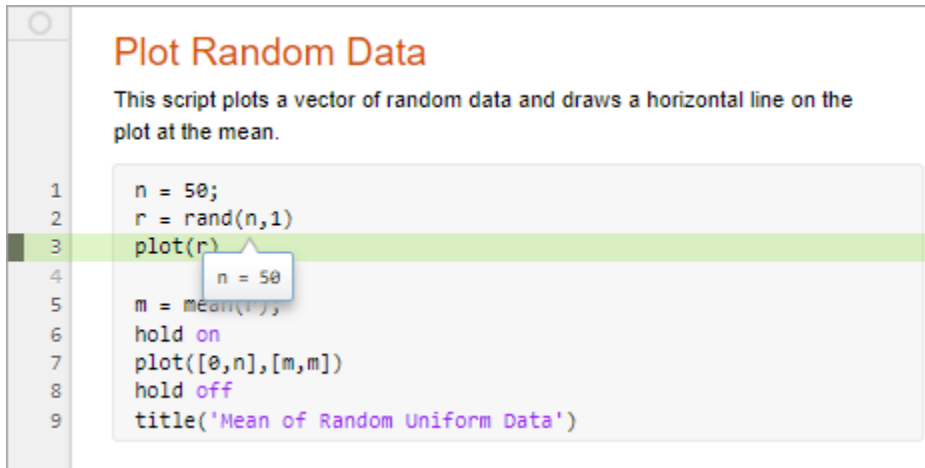 Plot Random Data
This script plots a vector of random data and draws a horizontal line on the
plot at the mean.
1 n = 50;
2 r = rand(n,1)
3 plot(r)
n = 50
4
5 m = mean(r);
6 hold on
7 plot([0,n],[m,m])
8 hold off
9 title('Mean of Random Uniform Data')